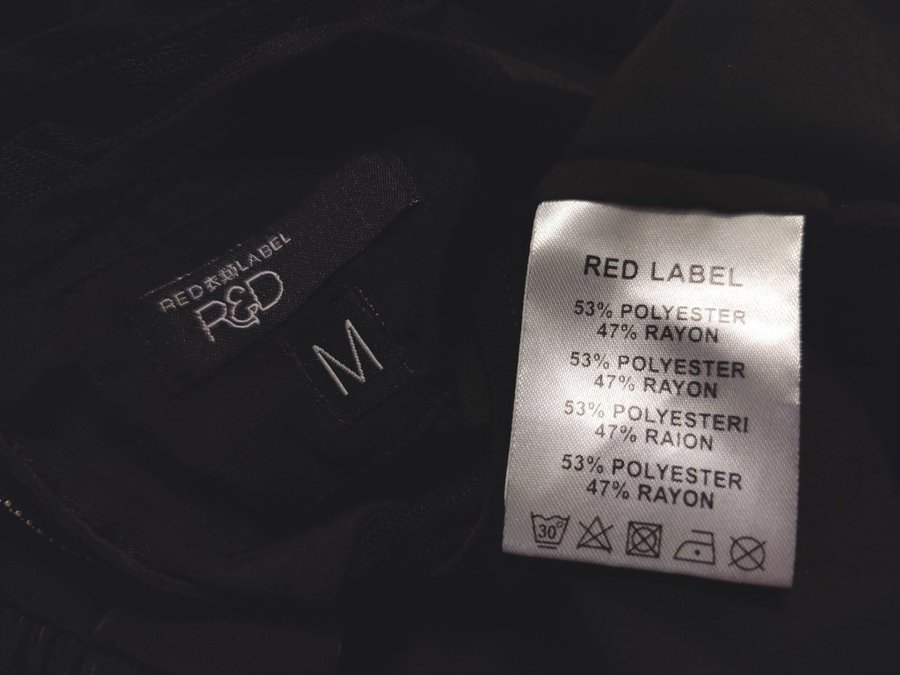 RED LABEL
R&D
M
RED LABEL
53% POLYESTER
47% RAYON
53% POLYESTER
47% RAYON
53% POLYESTERI
47% RAION
53% POLYESTER
47% RAYON
30°